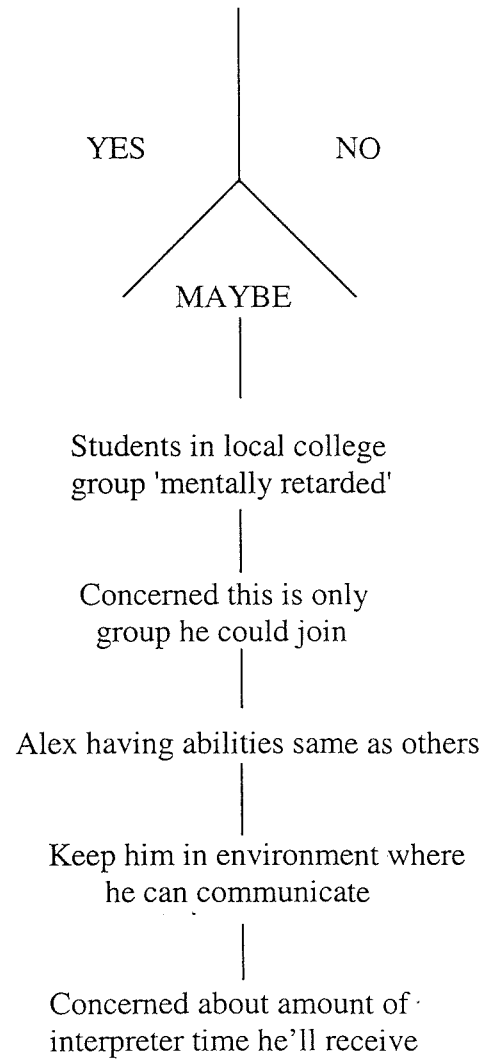 YES
NO
MAYBE
Students in local college
group 'mentally retarded'
Concerned this is only
group he could join
Alex having abilities same as others
Keep him in environment where
he can communicate
Concerned about amount of
interpreter time he'll receive